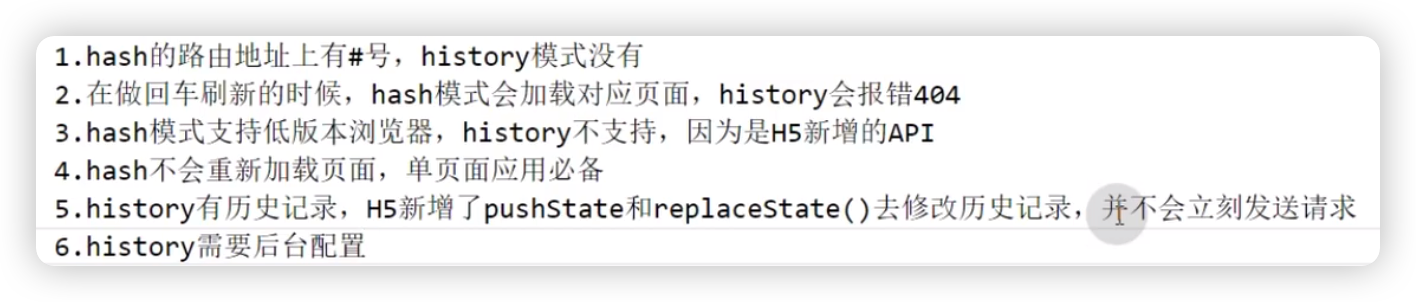 1.hash的路由地址上有#号，history模式没有
2.在做回车刷新的时候，hash模式会加载对应页面，history会报错404
3.hash模式支持低版本浏览器，history不支持，因为是H5新增的API
4.hash不会重新加载页面，单页面应用必备
5.history有历史记录，H5新增了pushState和replaceState()去修改历史记录，并不会立刻发送请求
6.history需要后台配置